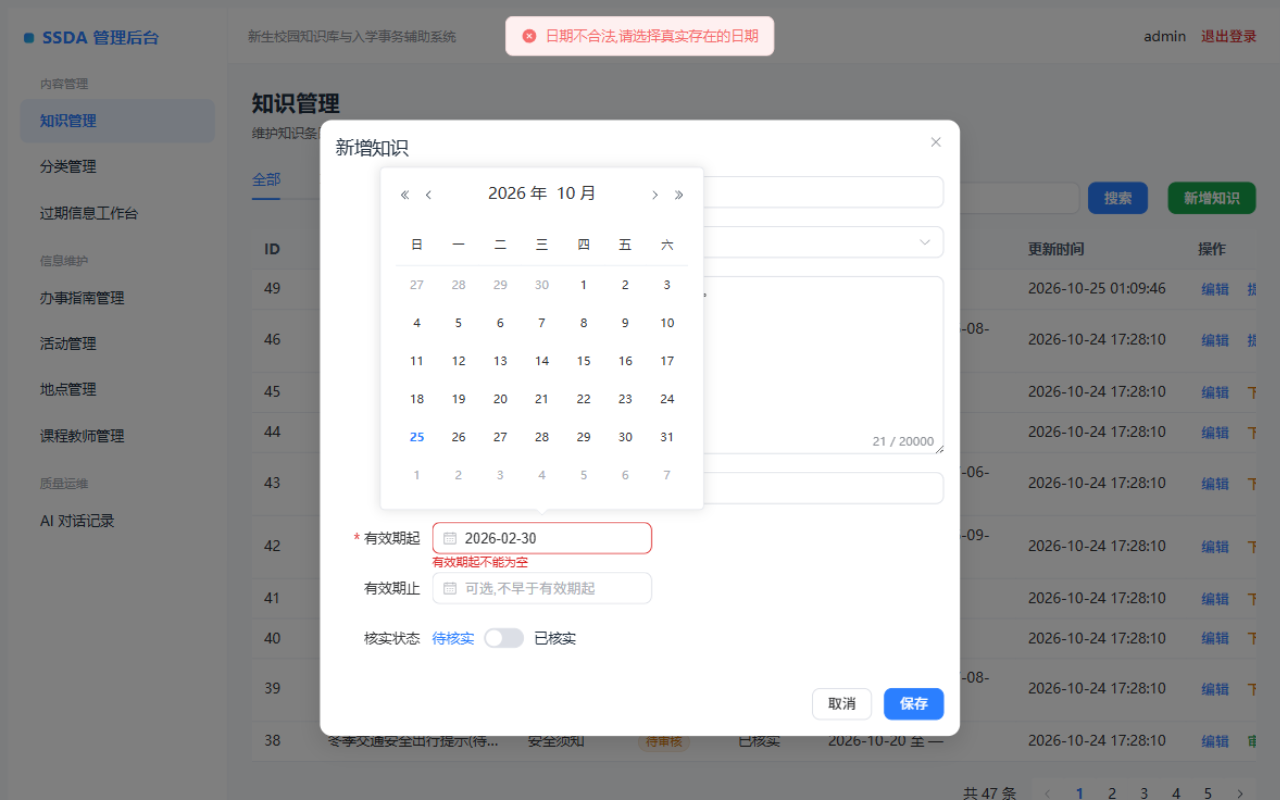 SSDA 管理后台
新生校园知识库与入学事务辅助系统
日期不合法,请选择真实存在的日期
admin 退出登录
内容管理
知识管理
分类管理
过期信息工作台
信息维护
办事指南管理
活动管理
地点管理
课程教师管理
质量运维
AI 对话记录
知识管理
维护知识条
全部
搜索 新增知识
ID 更新时间 操作
49 2026-10-25 01:09:46 编辑
46 -08- 2026-10-24 17:28:10 编辑
45 2026-10-24 17:28:10 编辑
44 2026-10-24 17:28:10 编辑
43 -06- 2026-10-24 17:28:10 编辑
42 -09- 2026-10-24 17:28:10 编辑
41 2026-10-24 17:28:10 编辑
40 2026-10-24 17:28:10 编辑
39 -08- 2026-10-24 17:28:10 编辑
38 冬季交通安全出行提示(待... 安全须知 待审核 已核实 2026-10-20 至 — 2026-10-24 17:28:10 编辑
共 47 条 1 2 3 4 5
新增知识
2026 年 10 月
日 一 二 三 四 五 六
27 28 29 30 1 2 3
4 5 6 7 8 9 10
11 12 13 14 15 16 17
18 19 20 21 22 23 24
25 26 27 28 29 30 31
1 2 3 4 5 6 7
。
21 / 20000
* 有效期起 2026-02-30
有效期起不能为空
有效期止 可选,不早于有效期起
核实状态 待核实 已核实
取消 保存